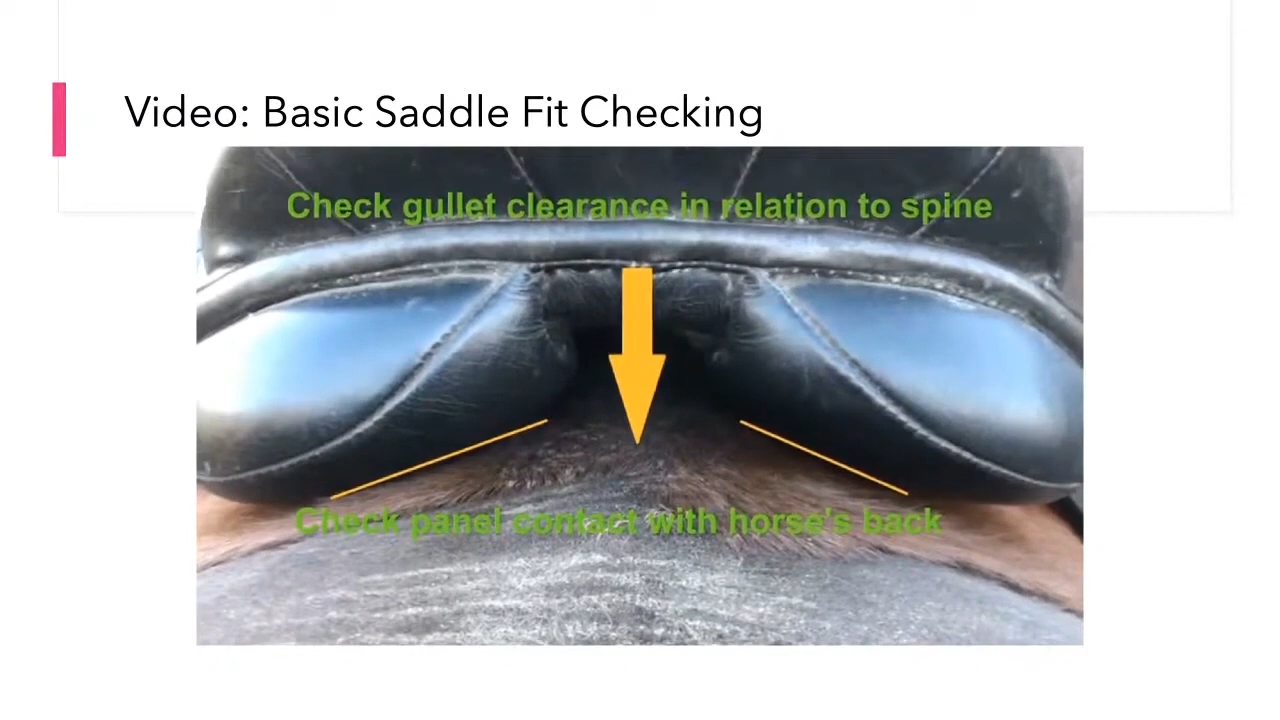 Video: Basic Saddle Fit Checking
Check gullet clearance in relation to spine
Check panel contact with horse's back